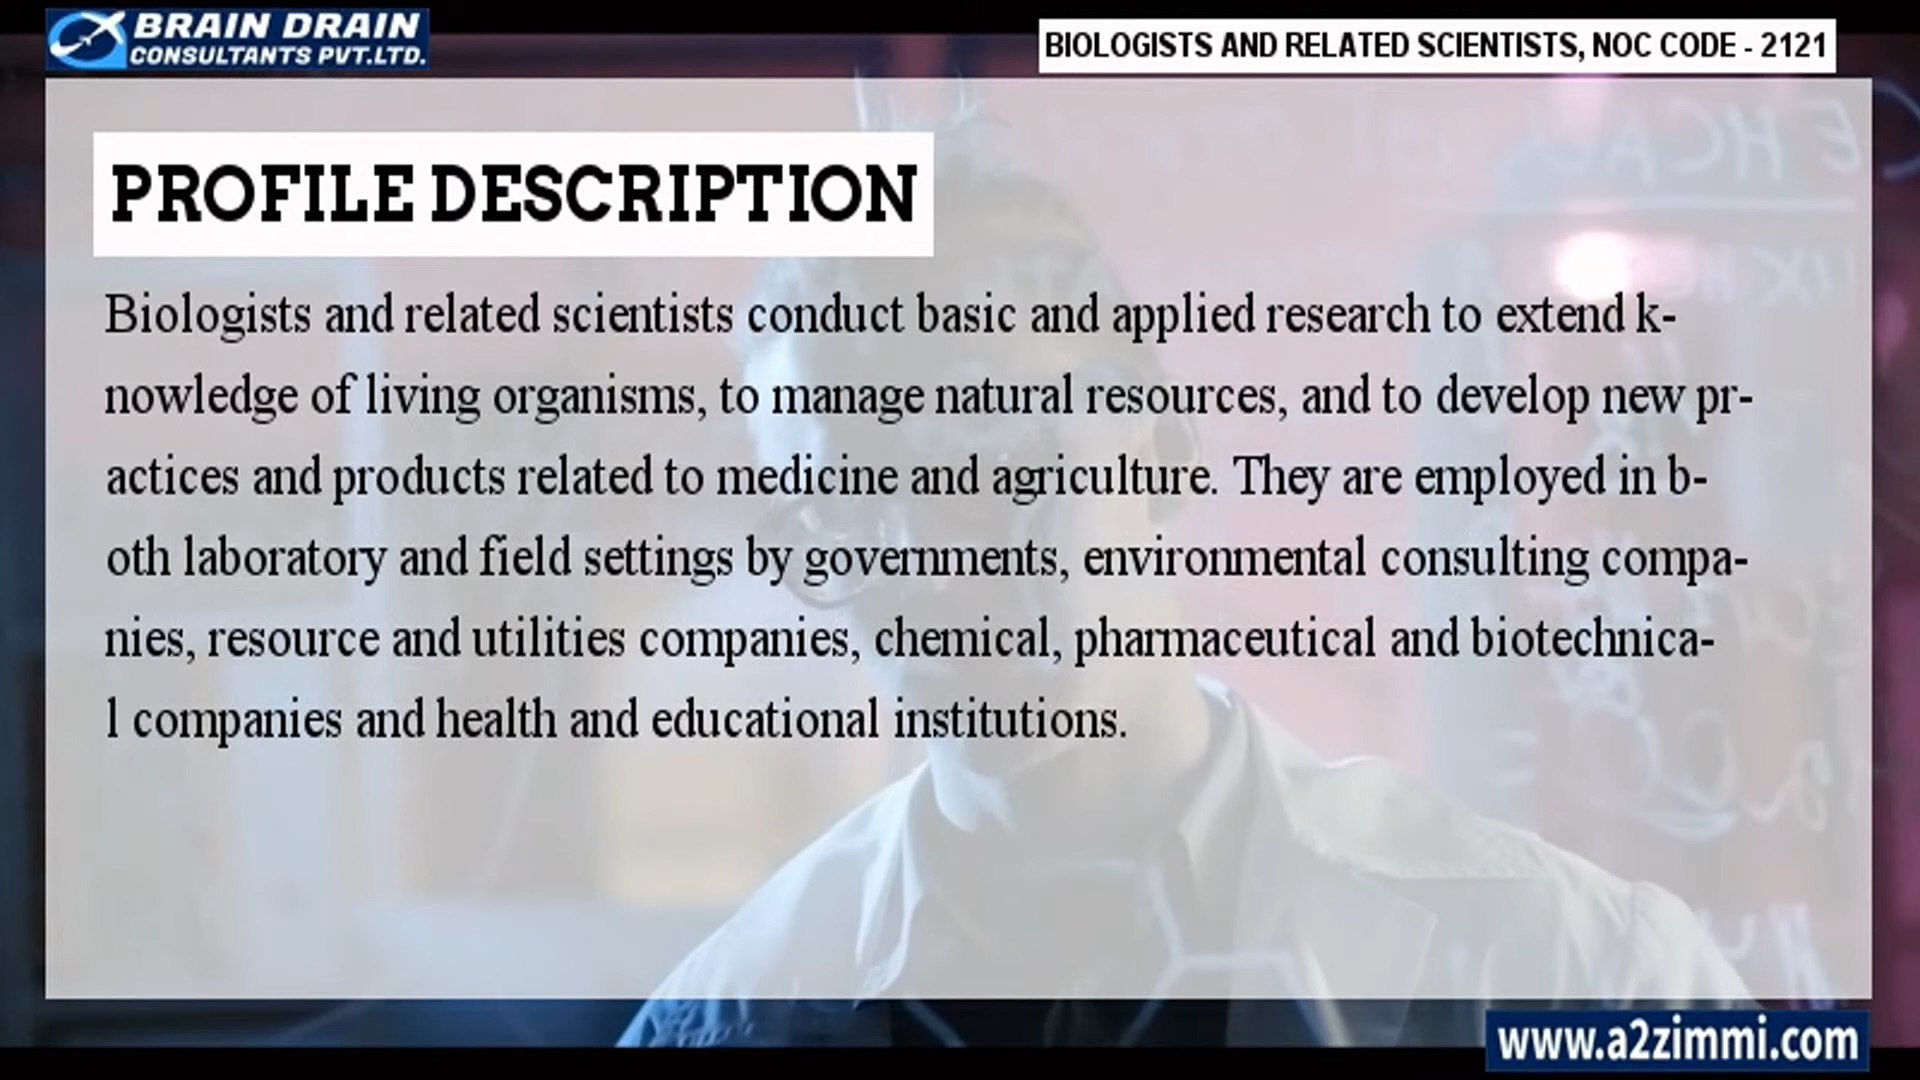 BRAIN DRAIN
CONSULTANTS PVT.LTD.
BIOLOGISTS AND RELATED SCIENTISTS, NOC CODE - 2121
PROFILE DESCRIPTION
Biologists and related scientists conduct basic and applied research to extend k-
nowledge of living organisms, to manage natural resources, and to develop new pr-
actices and products related to medicine and agriculture. They are employed in b-
oth laboratory and field settings by governments, environmental consulting compa-
nies, resource and utilities companies, chemical, pharmaceutical and biotechnica-
l companies and health and educational institutions.
www.a2zimmi.com